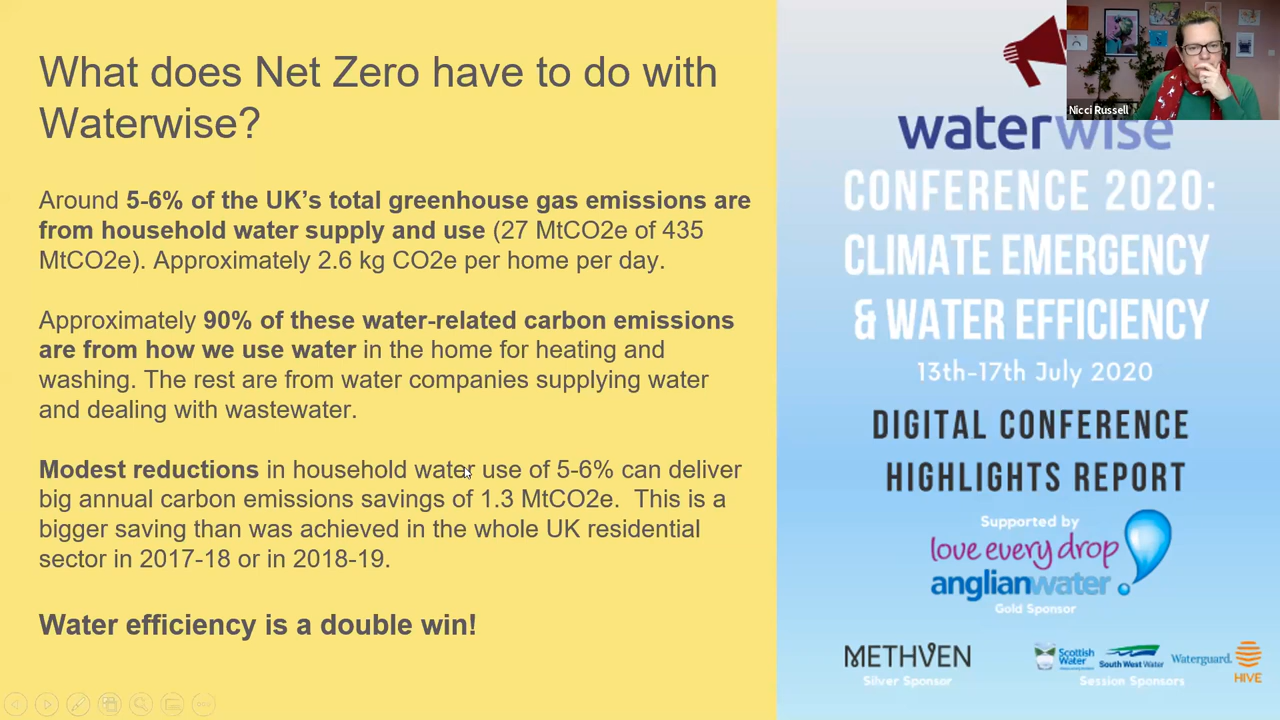 What does Net Zero have to do with
Waterwise?
Around 5-6% of the UK's total greenhouse gas emissions are
from household water supply and use (27 MtCO2e of 435
MtCO2e). Approximately 2.6 kg CO2e per home per day.
Approximately 90% of these water-related carbon emissions
are from how we use water in the home for heating and
washing. The rest are from water companies supplying water
and dealing with wastewater.
Modest reductions in household water use of 5-6% can deliver
big annual carbon emissions savings of 1.3 MtCO2e. This is a
bigger saving than was achieved in the whole UK residential
sector in 2017-18 or in 2018-19.
Water efficiency is a double win!
Nicci Russell
waterwise
CONFERENCE 2020:
CLIMATE EMERGENCY
& WATER EFFICIENCY
13th-17th July 2020
DIGITAL CONFERENCE
HIGHLIGHTS REPORT
Supported by
love every drop
anglianwater
Gold Sponsor
METHVEN
Silver Sponsor
Scottish
Water
South West Water
Waterguard.
HIVE
Session Sponsors